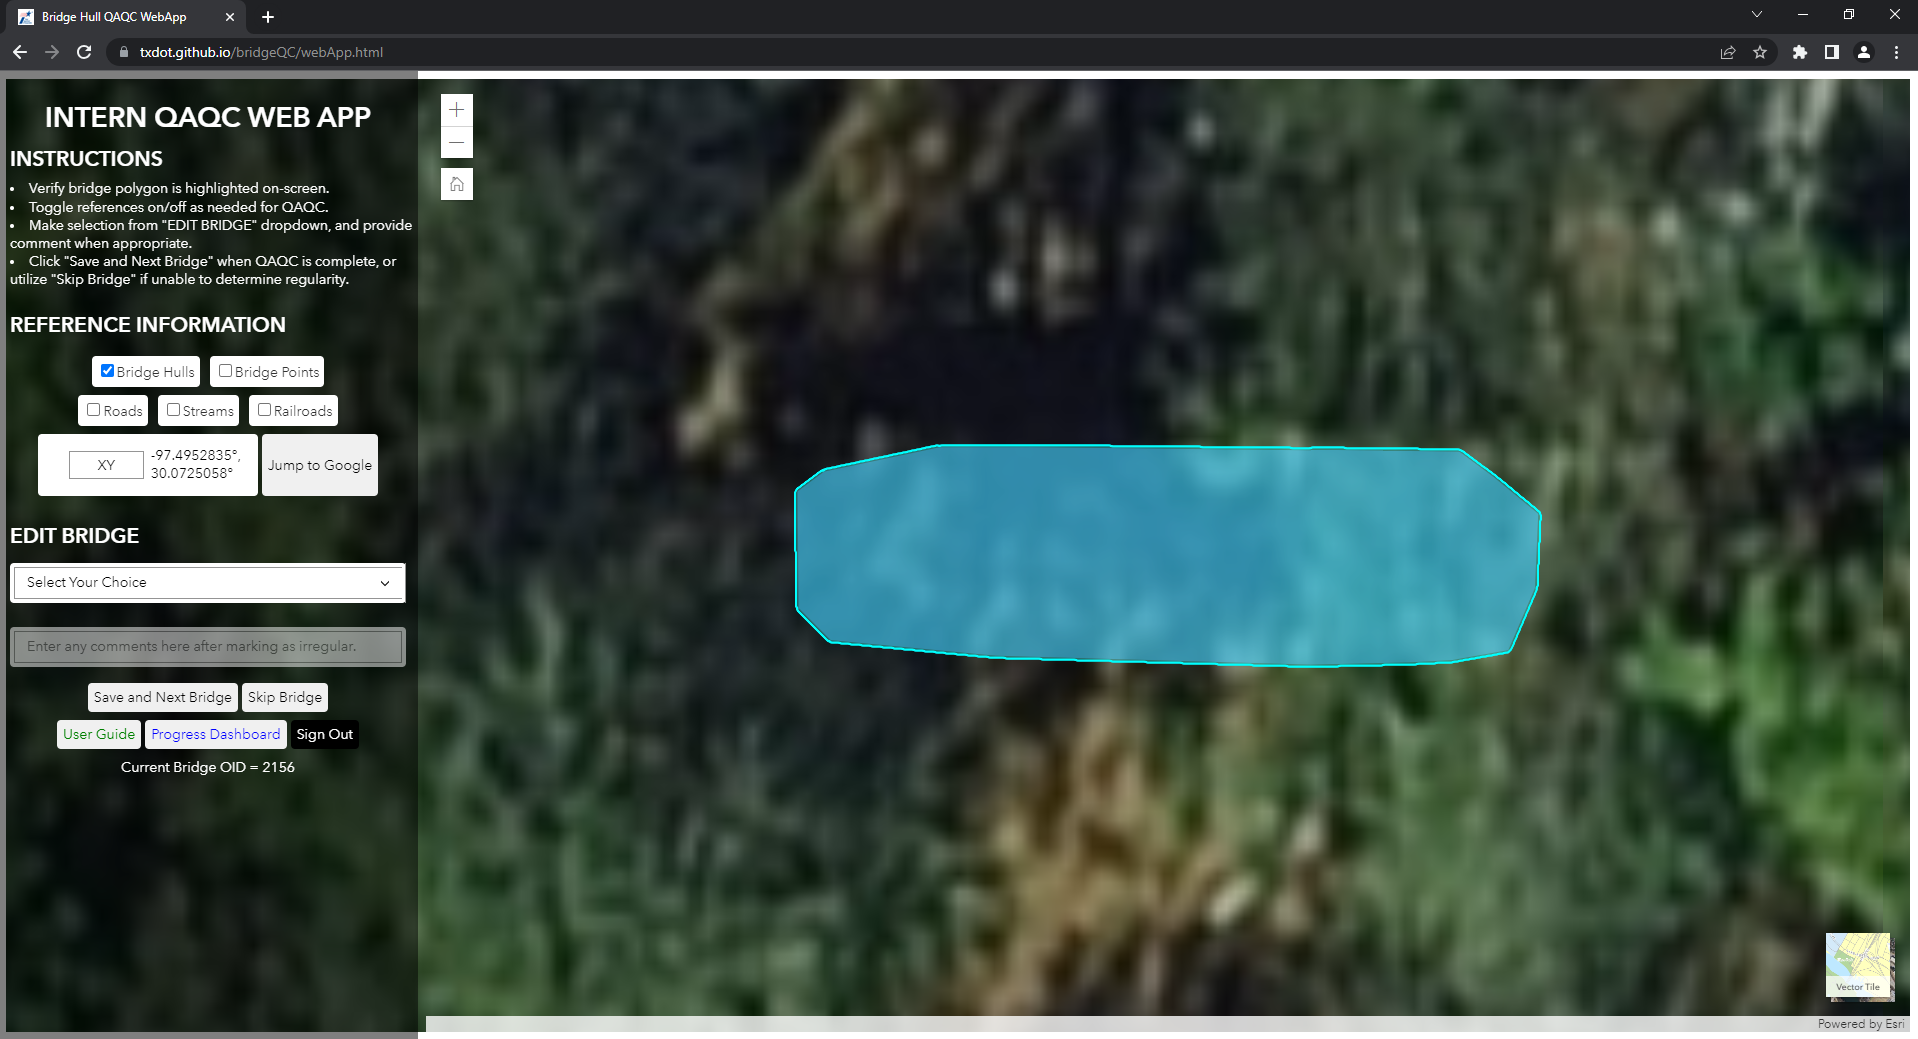 Bridge Hull QAQC WebApp
txdot.github.io/bridgeQC/webApp.html
INTERN QAQC WEB APP
INSTRUCTIONS
• Verify bridge polygon is highlighted on-screen.
• Toggle references on/off as needed for QAQC.
• Make selection from "EDIT BRIDGE" dropdown, and provide
comment when appropriate.
• Click "Save and Next Bridge" when QAQC is complete, or
utilize "Skip Bridge" if unable to determine regularity.
REFERENCE INFORMATION
Bridge Hulls Bridge Points
Roads Streams Railroads
XY -97.4952835°,
30.0725058°
Jump to Google
EDIT BRIDGE
Select Your Choice
Enter any comments here after marking as irregular.
Save and Next Bridge Skip Bridge
User Guide Progress Dashboard Sign Out
Current Bridge OID = 2156
Vector Tile
Powered by Esri